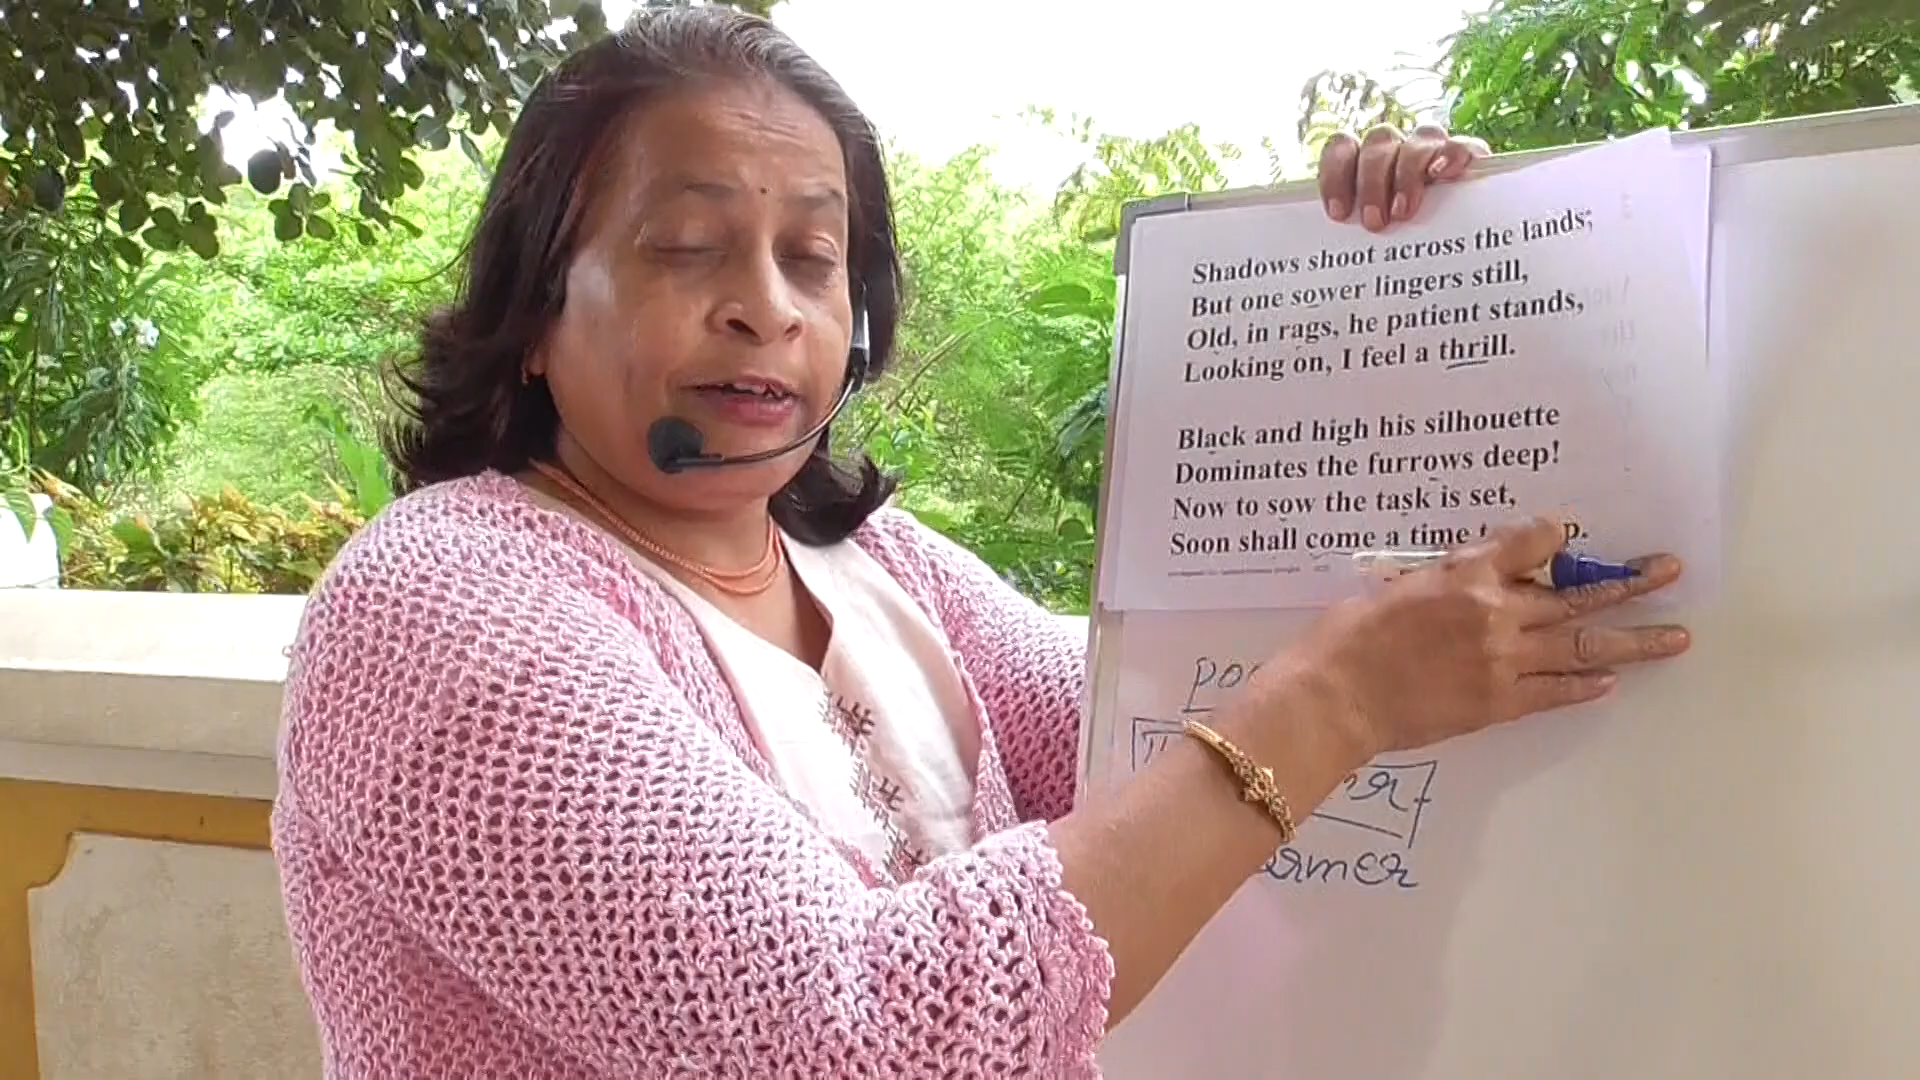 Shadows shoot across the lands;
But one sower lingers still,
Old, in rags, he patient stands,
Looking on, I feel a thrill.
Black and high his silhouette
Dominates the furrows deep!
Now to sow the task is set,
Soon shall come a time